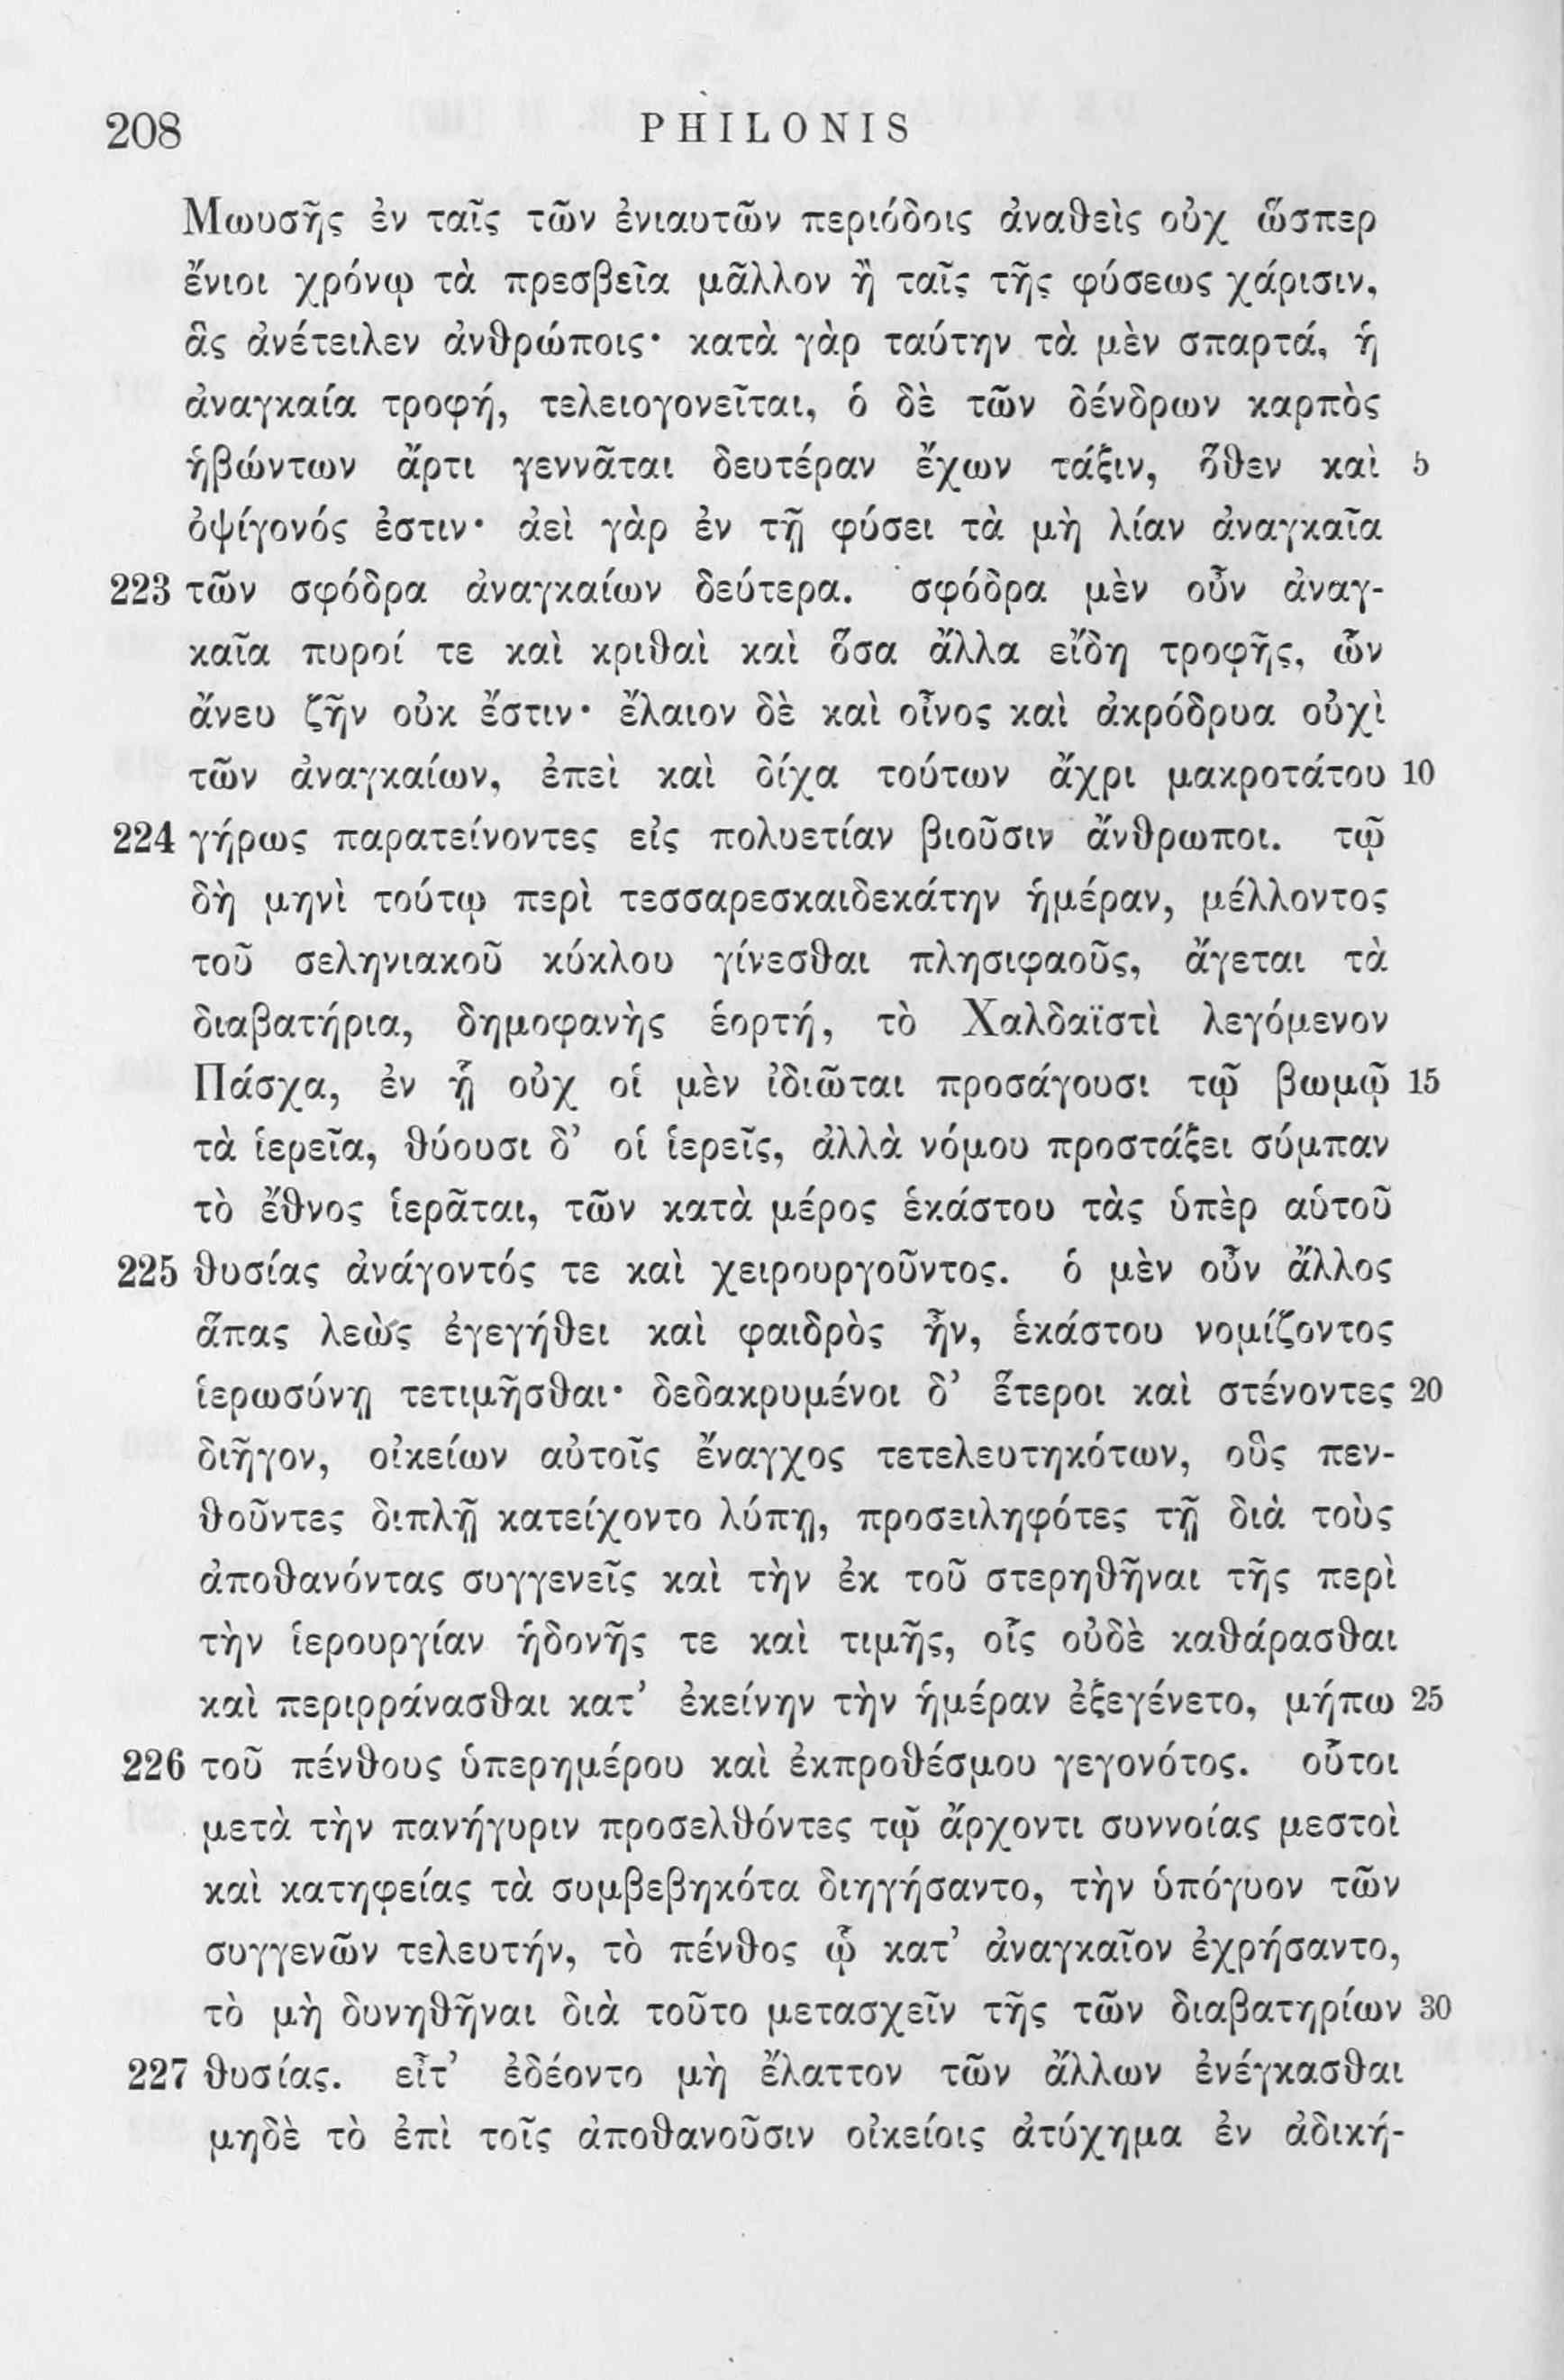 208 PHILONIS
Μωυσῆς ἐν ταῖς τῶν ἐνιαυτῶν περιόδοις ἀναθεὶς οὐχ ὥσπερ
ἔνιοι χρόνῳ τὰ πρεσβεῖα μᾶλλον ἢ ταῖς τῆς φύσεως χάρισιν,
ἃς ἀνέτειλεν ἀνθρώποις· κατὰ γὰρ ταύτην τὰ μὲν σπαρτά, ἡ
ἀναγκαία τροφή, τελειογονεῖται, ὁ δὲ τῶν δένδρων καρπὸς
ἡβώντων ἄρτι γεννᾶται δευτέραν ἔχων τάξιν, ὅθεν καὶ 5
ὀψίγονός ἐστιν· ἀεὶ γὰρ ἐν τῇ φύσει τὰ μὴ λίαν ἀναγκαῖα
223 τῶν σφόδρα ἀναγκαίων δεύτερα. σφόδρα μὲν οὖν ἀναγ-
καῖα πυροί τε καὶ κριθαὶ καὶ ὅσα ἄλλα εἴδη τροφῆς, ὧν
ἄνευ ζῆν οὐκ ἔστιν· ἔλαιον δὲ καὶ οἶνος καὶ ἀκρόδρυα οὐχὶ
τῶν ἀναγκαίων, ἐπεὶ καὶ δίχα τούτων ἄχρι μακροτάτου 10
224 γήρως παρατείνοντες εἰς πολυετίαν βιοῦσιν ἄνθρωποι. τῷ
δὴ μηνὶ τούτῳ περὶ τεσσαρεσκαιδεκάτην ἡμέραν, μέλλοντος
τοῦ σεληνιακοῦ κύκλου γίνεσθαι πλησιφαοῦς, ἄγεται τὰ
διαβατήρια, δημοφανὴς ἑορτή, τὸ Χαλδαϊστὶ λεγόμενον
Πάσχα, ἐν ᾗ οὐχ οἱ μὲν ἰδιῶται προσάγουσι τῷ βωμῷ 15
τὰ ἱερεῖα, θύουσι δ’ οἱ ἱερεῖς, ἀλλὰ νόμου προστάξει σύμπαν
τὸ ἔθνος ἱερᾶται, τῶν κατὰ μέρος ἑκάστου τὰς ὑπὲρ αὑτοῦ
225 θυσίας ἀνάγοντός τε καὶ χειρουργοῦντος. ὁ μὲν οὖν ἄλλος
ἅπας λεὼς ἐγεγήθει καὶ φαιδρὸς ἦν, ἑκάστου νομίζοντος
ἱερωσύνῃ τετιμῆσθαι· δεδακρυμένοι δ’ ἕτεροι καὶ στένοντες 20
διῆγον, οἰκείων αὐτοῖς ἔναγχος τετελευτηκότων, οὓς πεν-
θοῦντες διπλῇ κατείχοντο λύπῃ, προσειληφότες τῇ διὰ τοὺς
ἀποθανόντας συγγενεῖς καὶ τὴν ἐκ τοῦ στερηθῆναι τῆς περὶ
τὴν ἱερουργίαν ἡδονῆς τε καὶ τιμῆς, οἷς οὐδὲ καθάρασθαι
καὶ περιρράνασθαι κατ’ ἐκείνην τὴν ἡμέραν ἐξεγένετο, μήπω 25
226 τοῦ πένθους ὑπερημέρου καὶ ἐκπροθέσμου γεγονότος. οὗτοι
μετὰ τὴν πανήγυριν προσελθόντες τῷ ἄρχοντι συννοίας μεστοὶ
καὶ κατηφείας τὰ συμβεβηκότα διηγήσαντο, τὴν ὑπόγυον τῶν
συγγενῶν τελευτήν, τὸ πένθος ᾧ κατ’ ἀναγκαῖον ἐχρήσαντο,
τὸ μὴ δυνηθῆναι διὰ τοῦτο μετασχεῖν τῆς τῶν διαβατηρίων 30
227 θυσίας. εἶτ’ ἐδέοντο μὴ ἔλαττον τῶν ἄλλων ἐνέγκασθαι
μηδὲ τὸ ἐπὶ τοῖς ἀποθανοῦσιν οἰκείοις ἀτύχημα ἐν ἀδική-